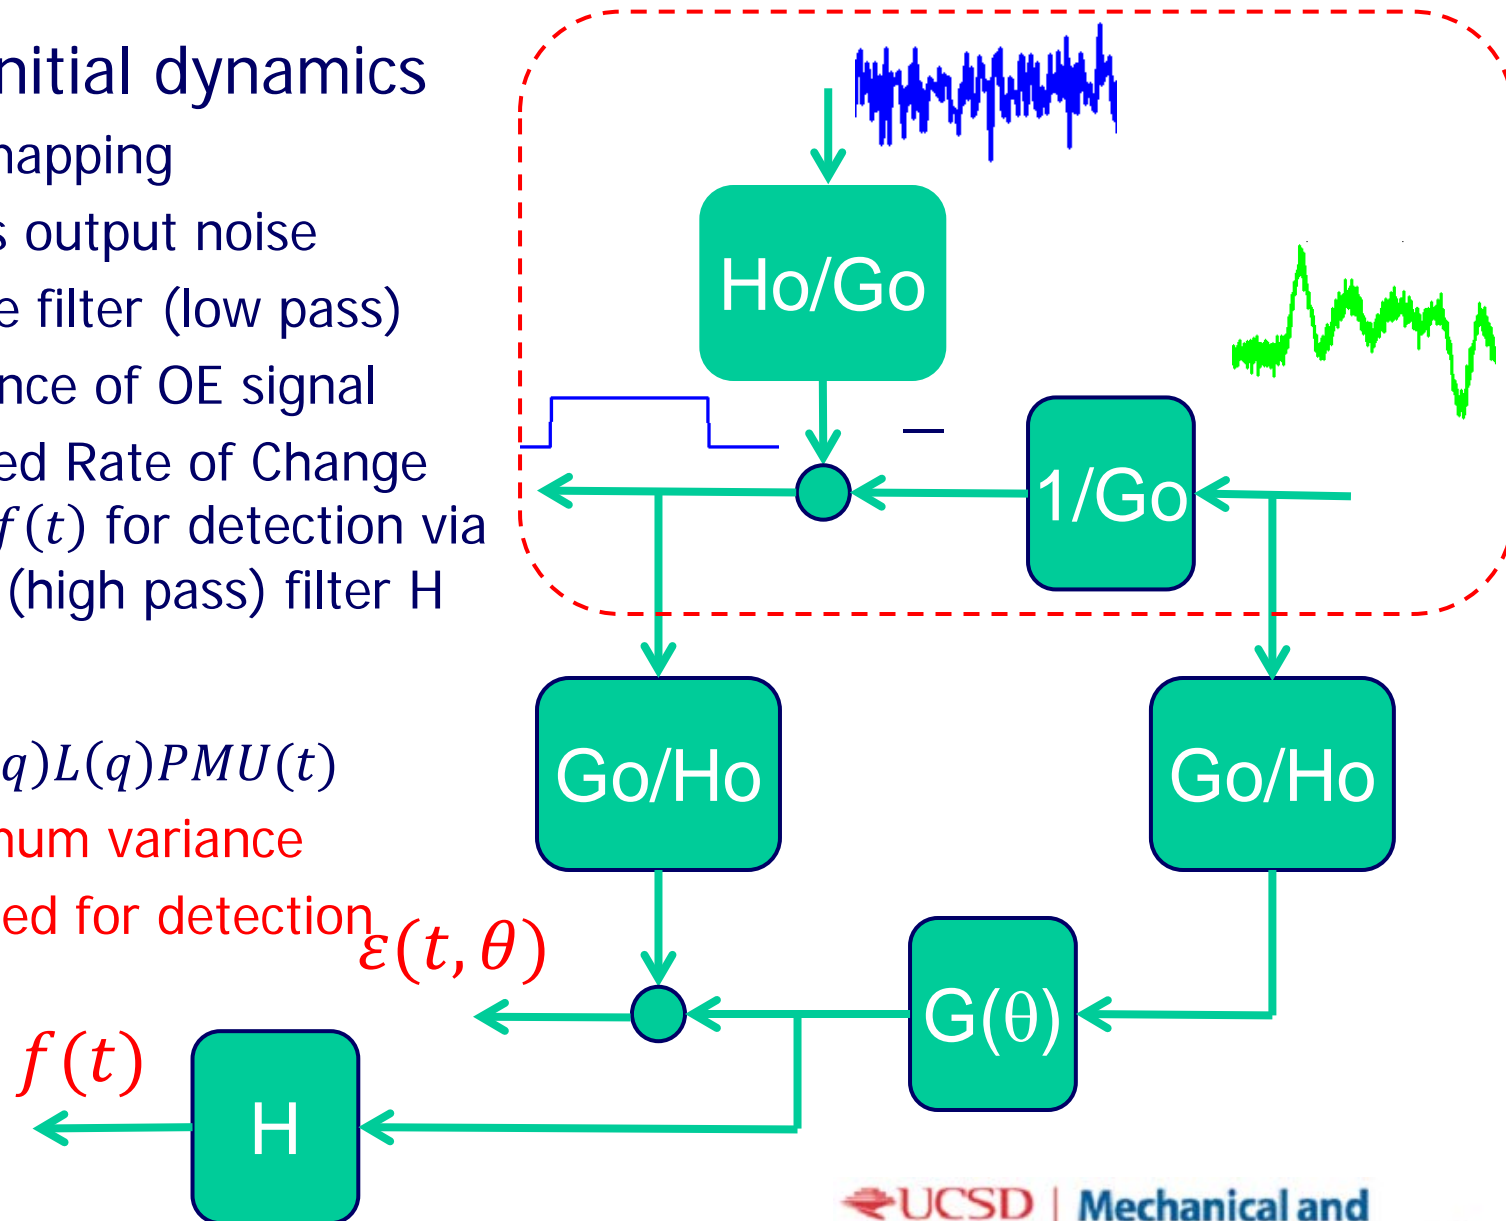 nitial dynamics
napping
s output noise
e filter (low pass)
nce of OE signal
ed Rate of Change
f(t) for detection via
(high pass) filter H
q)L(q)PMU(t)
num variance
ed for detection
Ho/Go
–
1/Go
Go/Ho
Go/Ho
ε(t, θ)
G(θ)
f(t)
H
UCSD | Mechanical and